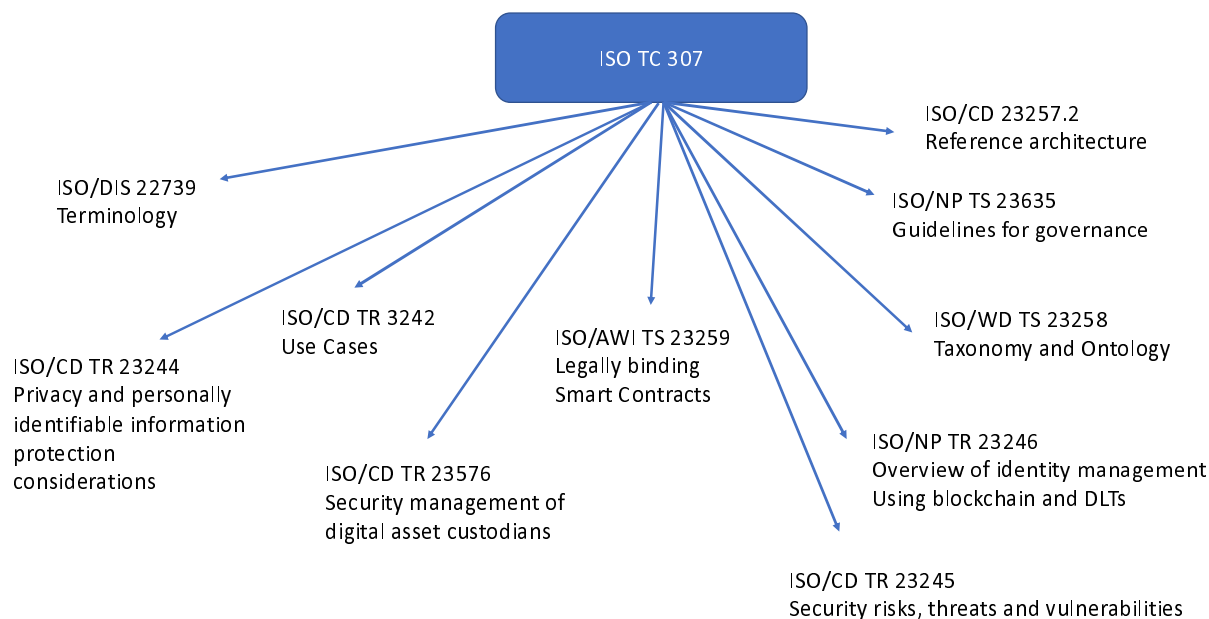 ISO TC 307
ISO/CD 23257.2
Reference architecture
ISO/DIS 22739
Terminology
ISO/NP TS 23635
Guidelines for governance
ISO/CD TR 3242
Use Cases
ISO/WD TS 23258
Taxonomy and Ontology
ISO/AWI TS 23259
Legally binding
Smart Contracts
ISO/CD TR 23244
Privacy and personally
identifiable information
protection
considerations
ISO/NP TR 23246
Overview of identity management
Using blockchain and DLTs
ISO/CD TR 23576
Security management of
digital asset custodians
ISO/CD TR 23245
Security risks, threats and vulnerabilities